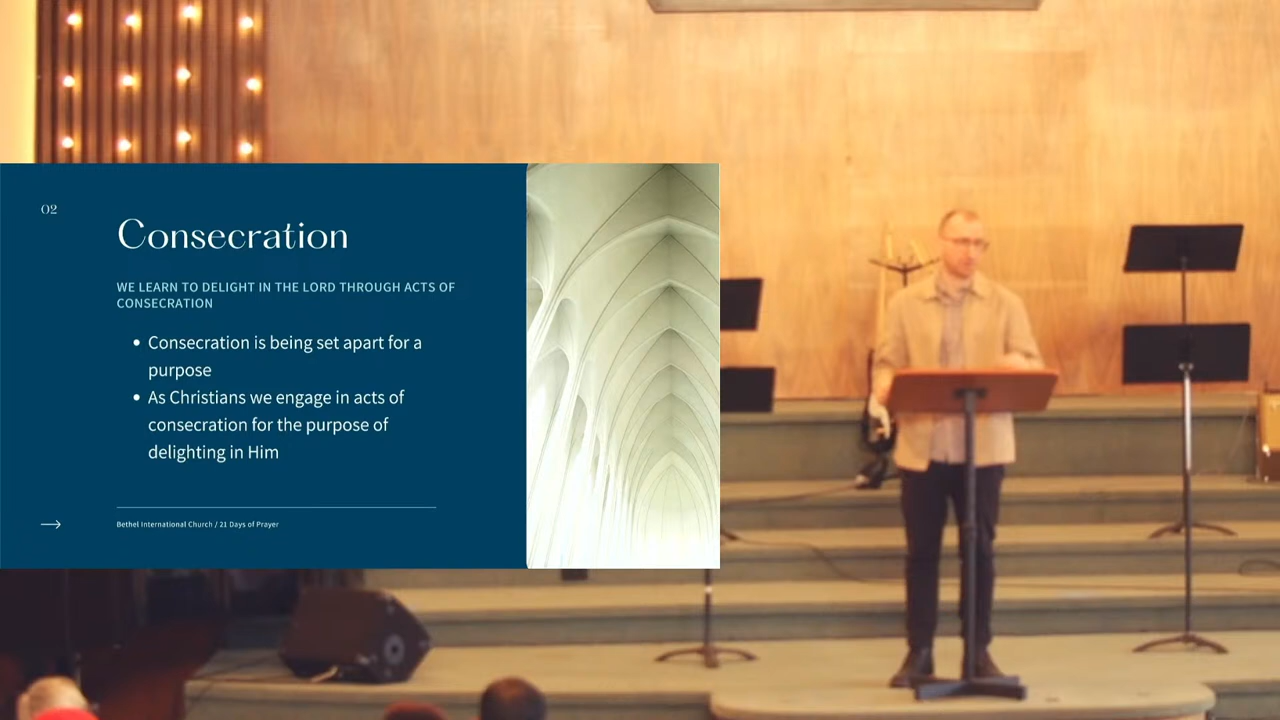 02
Consecration
WE LEARN TO DELIGHT IN THE LORD THROUGH ACTS OF
CONSECRATION
• Consecration is being set apart for a
purpose
• As Christians we engage in acts of
consecration for the purpose of
delighting in Him
Bethel International Church / 21 Days of Prayer